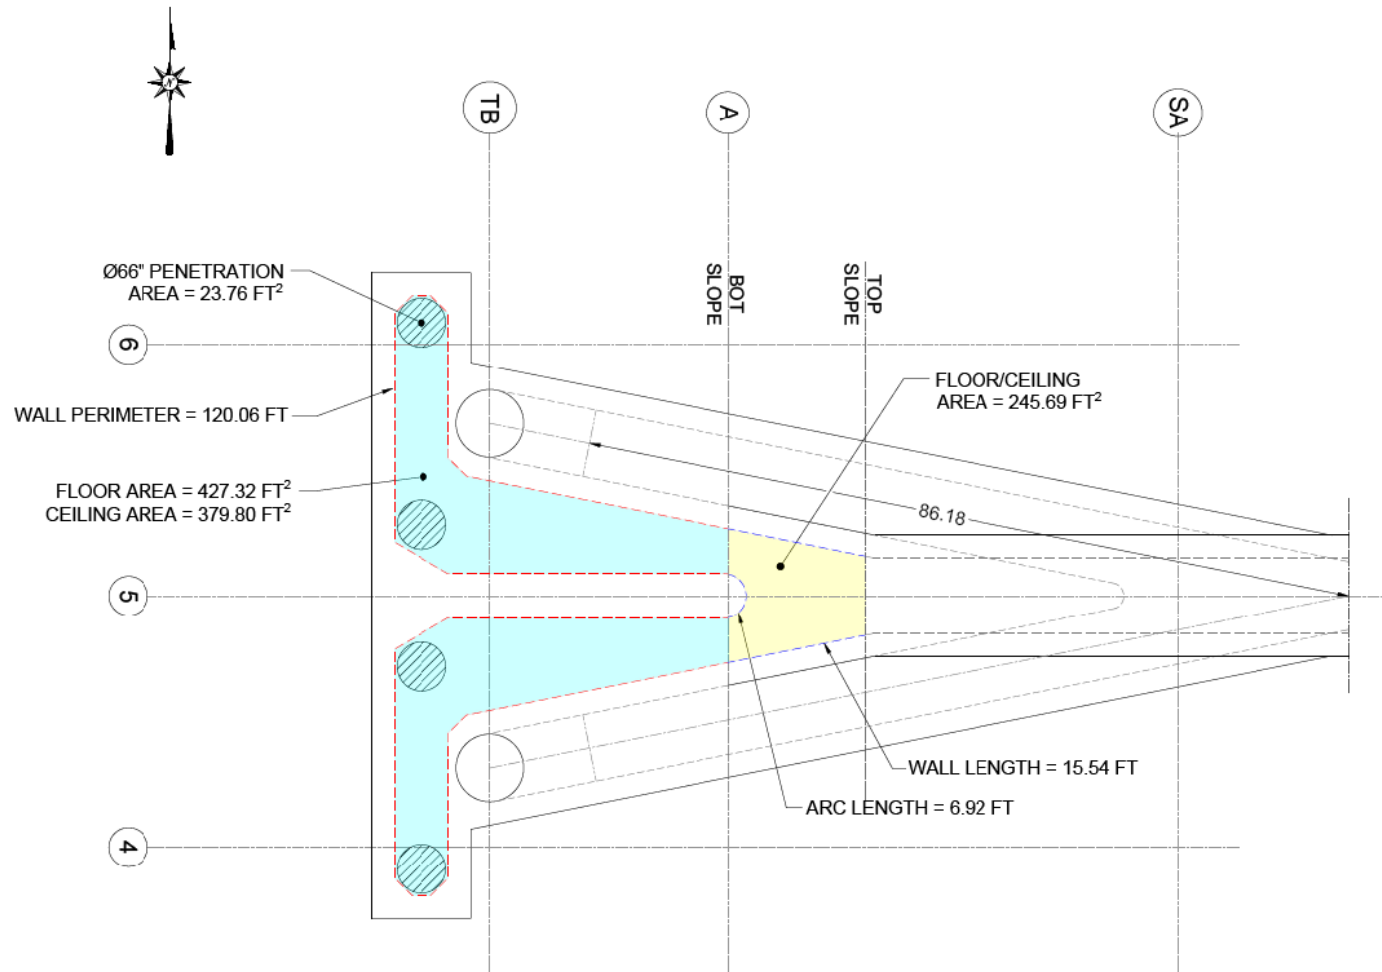 N
TB
A
SA
Ø66" PENETRATION
AREA = 23.76 FT²
BOT
SLOPE
TOP
SLOPE
6
FLOOR/CEILING
AREA = 245.69 FT²
WALL PERIMETER = 120.06 FT
FLOOR AREA = 427.32 FT²
CEILING AREA = 379.80 FT²
86.18
5
WALL LENGTH = 15.54 FT
ARC LENGTH = 6.92 FT
4